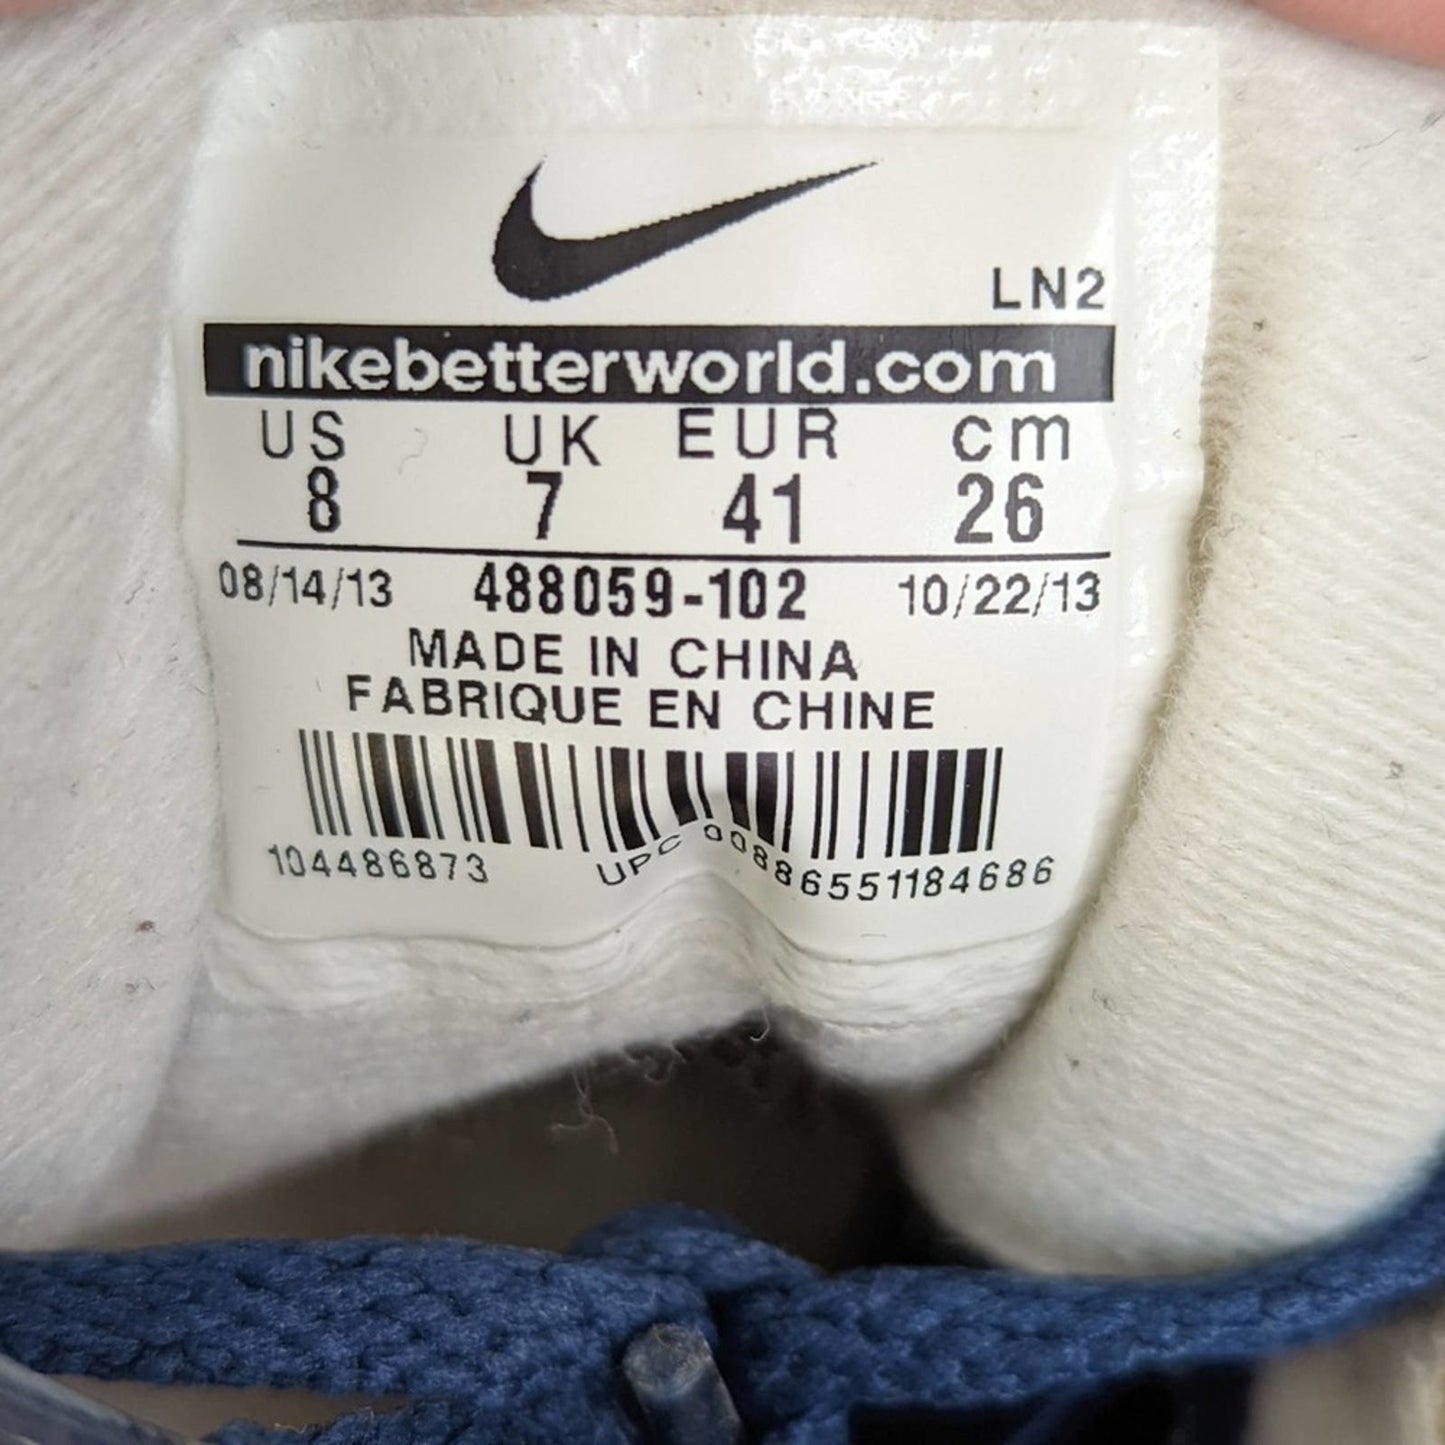 LN2
nikebetterworld.com
US UK EUR cm
8 7 41 26
08/14/13 488059-102 10/22/13
MADE IN CHINA
FABRIQUE EN CHINE
104486873 UPC 00886551184686